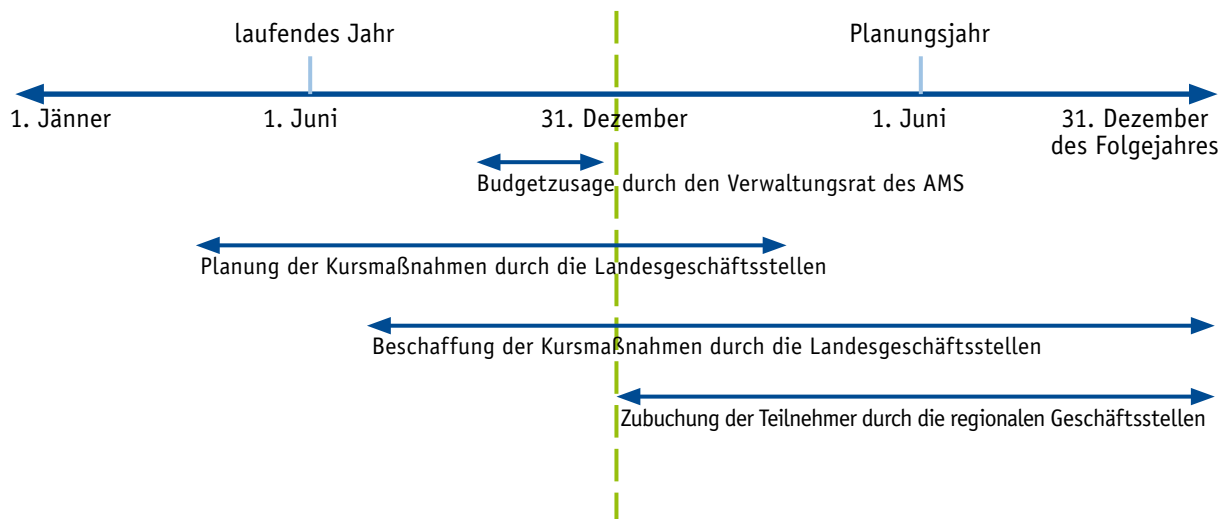 laufendes Jahr
Planungsjahr
1. Jänner
1. Juni
31. Dezember
1. Juni
31. Dezember
des Folgejahres
Budgetzusage durch den Verwaltungsrat des AMS
Planung der Kursmaßnahmen durch die Landesgeschäftsstellen
Beschaffung der Kursmaßnahmen durch die Landesgeschäftsstellen
Zubuchung der Teilnehmer durch die regionalen Geschäftsstellen